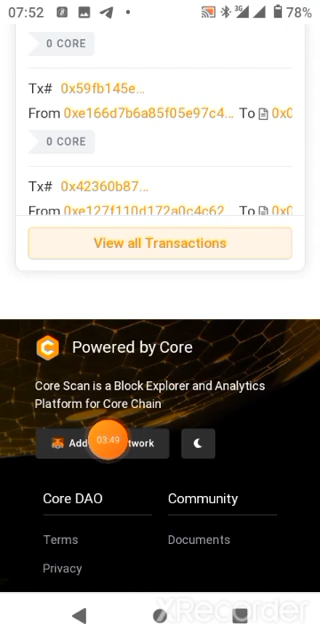 07:52 3G 78%
0 CORE
Tx# 0x59fb145e...
From 0xe166d7b6a85f05e97c4... To 0x0
0 CORE
Tx# 0x42360b87...
From 0xe127f110d172a0c4c62... To 0x0
View all Transactions
Powered by Core
Core Scan is a Block Explorer and Analytics
Platform for Core Chain
Add 03:49 twork
Core DAO Community
Terms Documents
Privacy
XRecorder